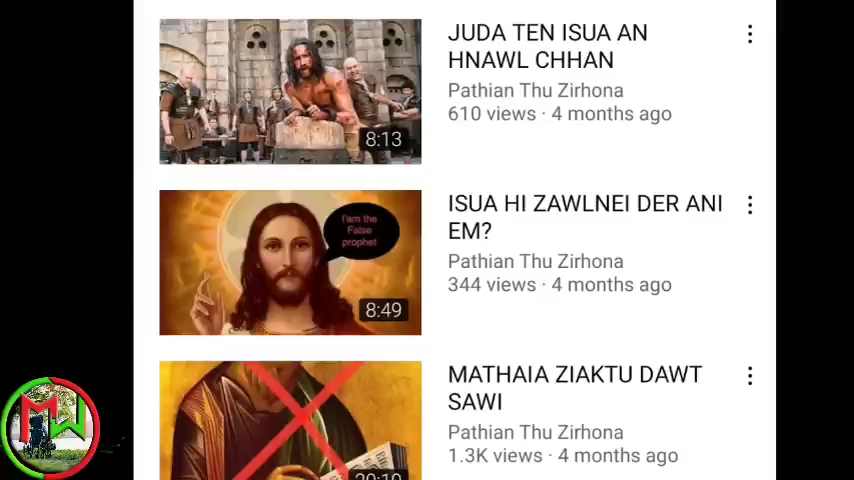 JUDA TEN ISUA AN
HNAWL CHHAN
Pathian Thu Zirhona
610 views · 4 months ago
8:13
ISUA HI ZAWLNEI DER ANI
EM?
Pathian Thu Zirhona
344 views · 4 months ago
I'am the
False
prophet
8:49
MATHAIA ZIAKTU DAWT
SAWI
Pathian Thu Zirhona
1.3K views · 4 months ago
MW